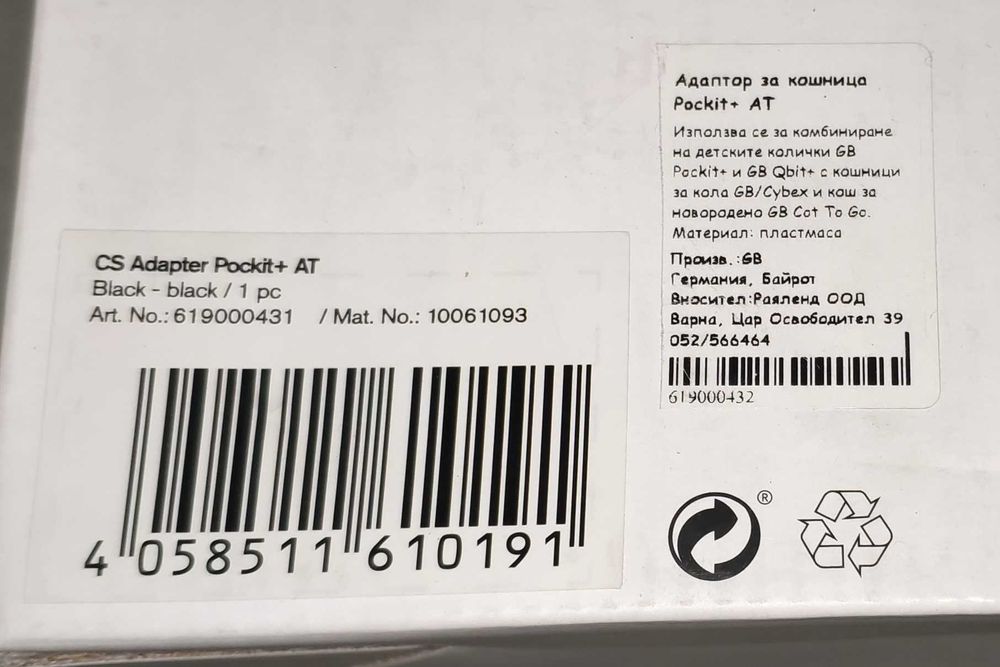 Адаптор за кошница
Pockit+ AT
Използва се за комбиниране
на детските колички GB
Pockit+ и GB Qbit+ с кошници
за кола GB/Cybex и кош за
новородено GB Cot To Go.
Материал: пластмаса
Произв.:GB
Германия, Байрот
Вносител:Раяленд ООД
Варна, Цар Освободител 39
052/566464
619000432
CS Adapter Pockit+ AT
Black - black / 1 pc
Art. No.: 619000431 / Mat. No.: 10061093
4 058511 610191
®